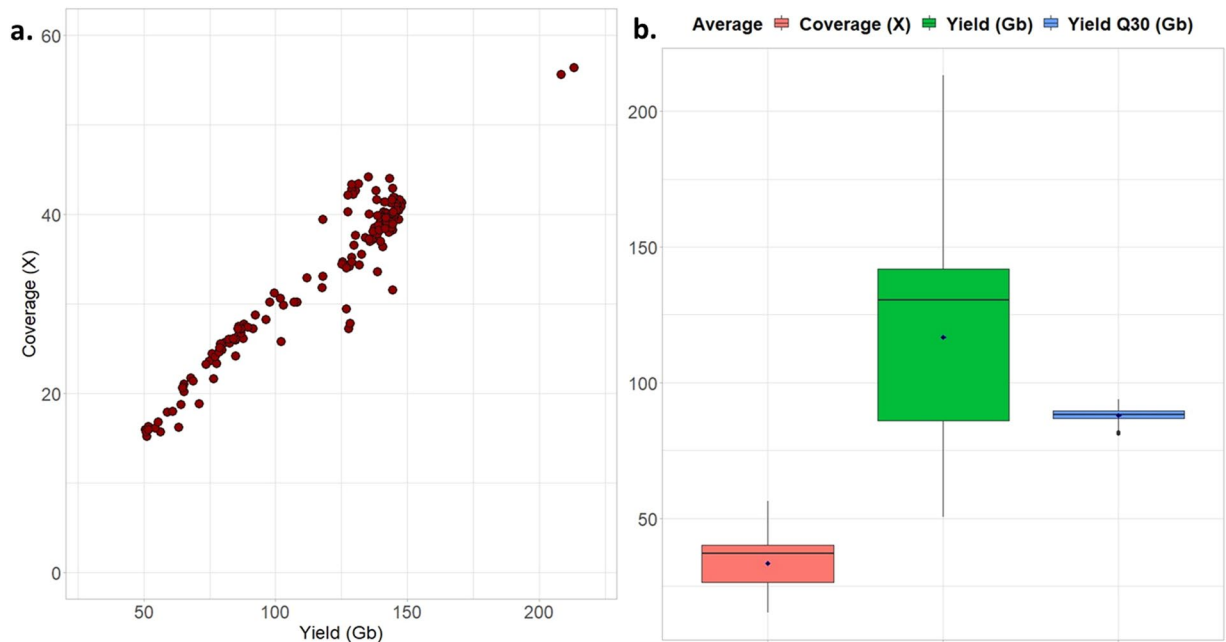 a.
60
40
20
0
Coverage (X)
50 100 150 200
Yield (Gb)
b.
Average Coverage (X) Yield (Gb) Yield Q30 (Gb)
200
150
100
50